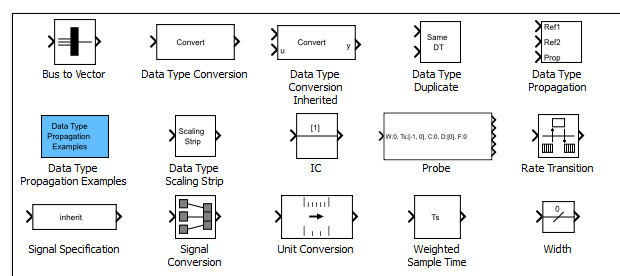 Bus to Vector
Convert
Data Type Conversion
u
Convert
y
Data Type
Conversion
Inherited
Same
DT
Data Type
Duplicate
Ref1
Ref2
Prop
Data Type
Propagation
Data Type
Propagation
Examples
Data Type
Propagation Examples
Scaling
Strip
Data Type
Scaling Strip
[1]
IC
W:0, Ts:[-1, 0], C:0, D:[0], F:0
Probe
Rate Transition
inherit
Signal Specification
Signal
Conversion
Unit Conversion
Ts
Weighted
Sample Time
0
Width